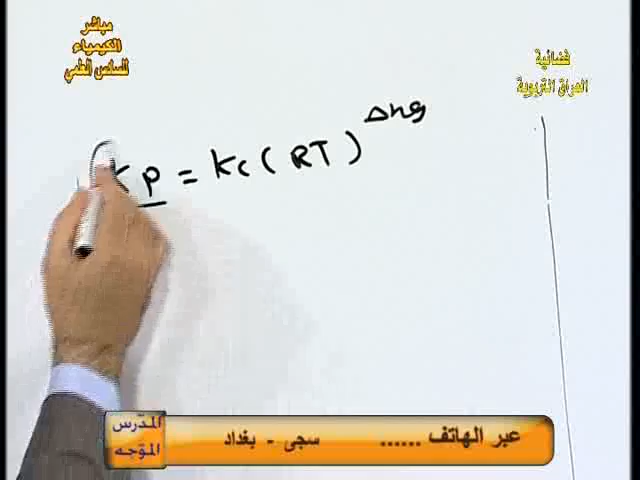 مباشر
الكيمياء
للسادس العلمي
فضائية
العراق التربوية
Kp = Kc (RT)^Δng
عبر الهاتف ...... سجى - بغداد
المدرس
الموجه